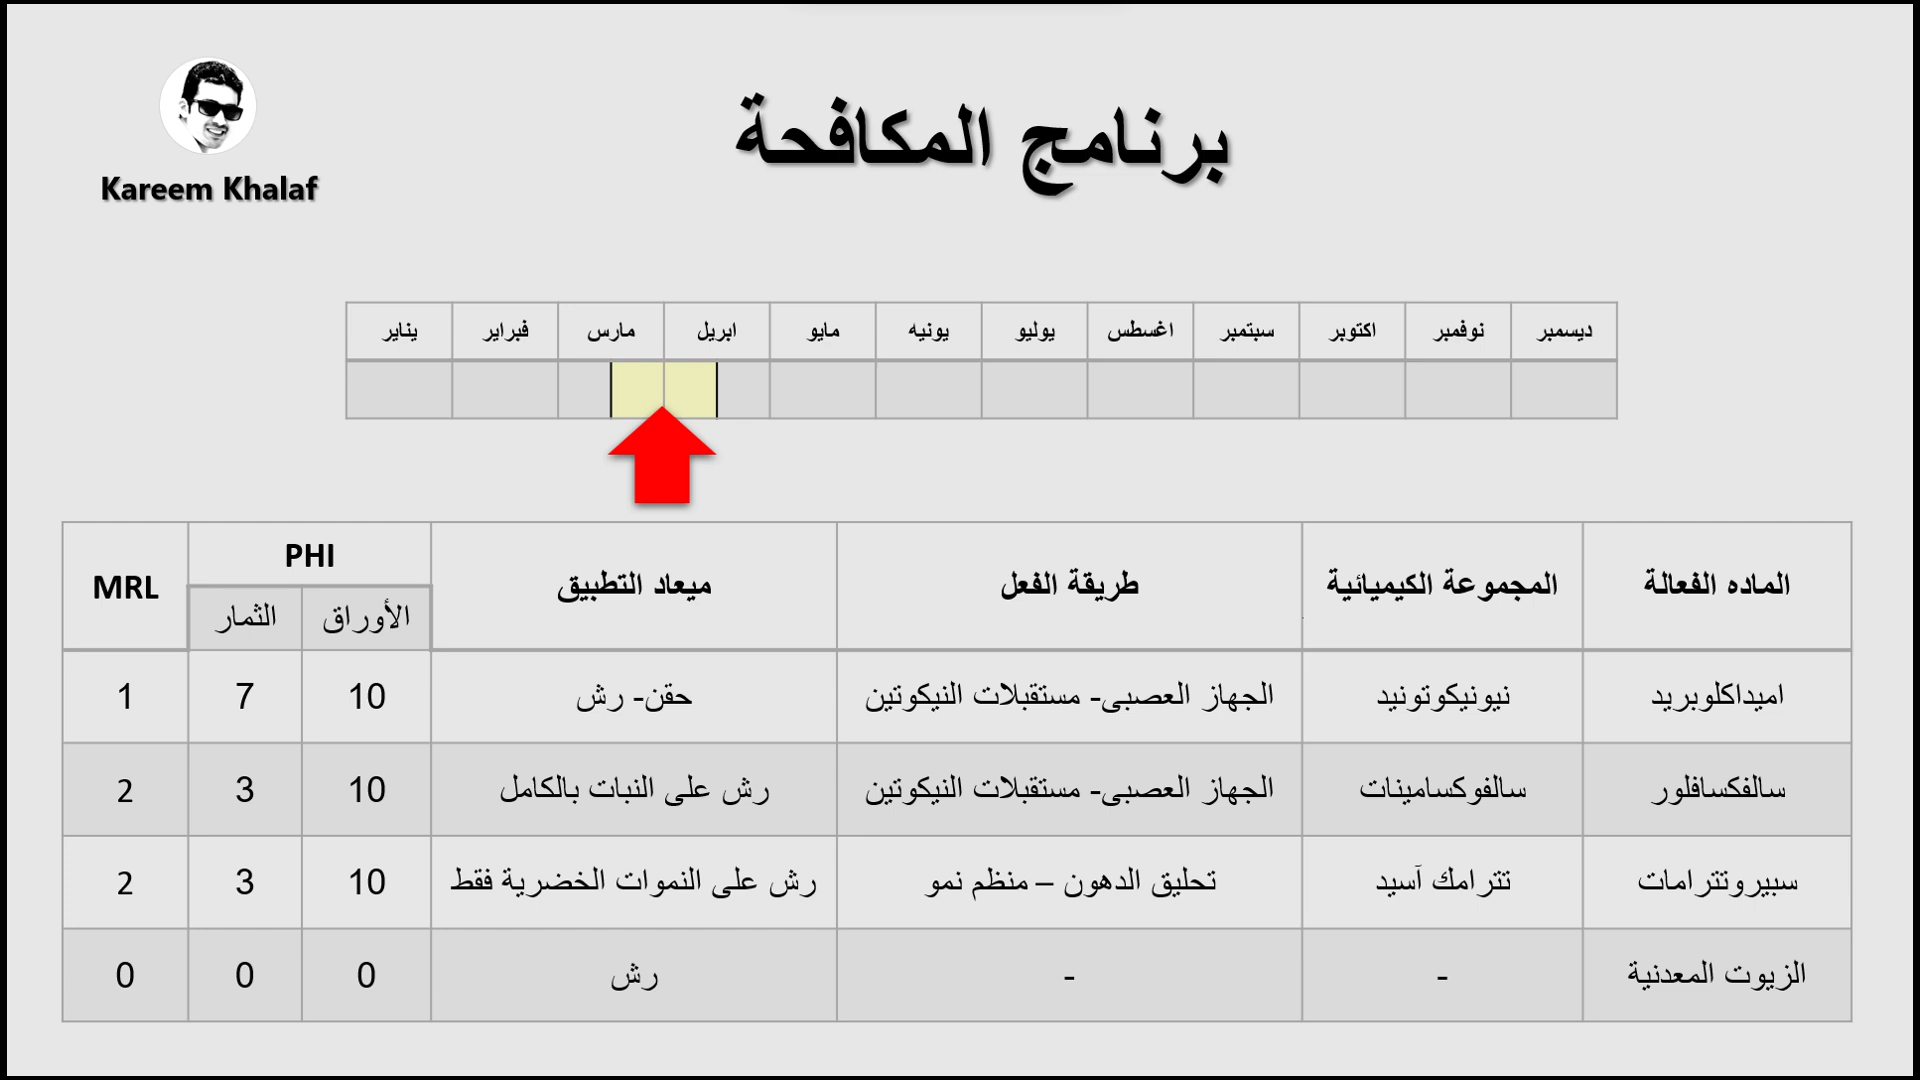 برنامج المكافحة
Kareem Khalaf
يناير فبراير مارس ابريل مايو يونيه يوليو اغسطس سبتمبر اكتوبر نوفمبر ديسمبر
الماده الفعالة المجموعة الكيميائية طريقة الفعل ميعاد التطبيق PHI MRL
الأوراق الثمار
اميداكلوبريد نيونيكوتونيد الجهاز العصبى- مستقبلات النيكوتين حقن- رش 10 7 1
سالفكسافلور سالفوكسامينات الجهاز العصبى- مستقبلات النيكوتين رش على النبات بالكامل 10 3 2
سبيروتترامات تترامك آسيد تحليق الدهون – منظم نمو رش على النموات الخضرية فقط 10 3 2
الزيوت المعدنية - - رش 0 0 0